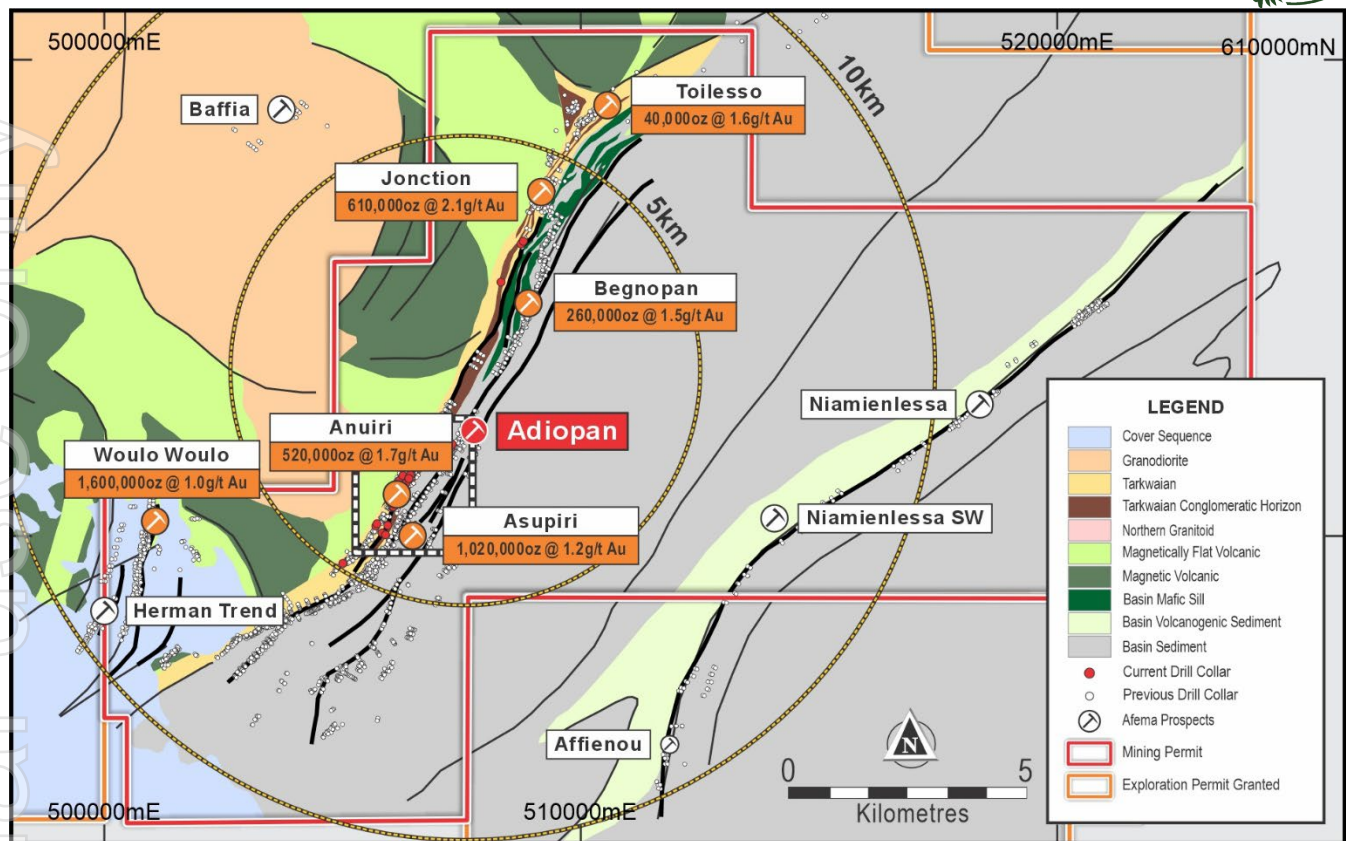 500000mE
520000mE
610000mN
10km
Baffia
Toilesso
40,000oz @ 1.6g/t Au
Jonction
610,000oz @ 2.1g/t Au
5km
Begnopan
260,000oz @ 1.5g/t Au
Niamienlessa
Anuiri
520,000oz @ 1.7g/t Au
Adiopan
Woulo Woulo
1,600,000oz @ 1.0g/t Au
Asupiri
1,020,000oz @ 1.2g/t Au
Niamienlessa SW
Herman Trend
Affienou
N
0
5
Kilometres
500000mE
510000mE
LEGEND
Cover Sequence
Granodiorite
Tarkwaian
Tarkwaian Conglomeratic Horizon
Northern Granitoid
Magnetically Flat Volcanic
Magnetic Volcanic
Basin Mafic Sill
Basin Volcanogenic Sediment
Basin Sediment
Current Drill Collar
Previous Drill Collar
Afema Prospects
Mining Permit
Exploration Permit Granted